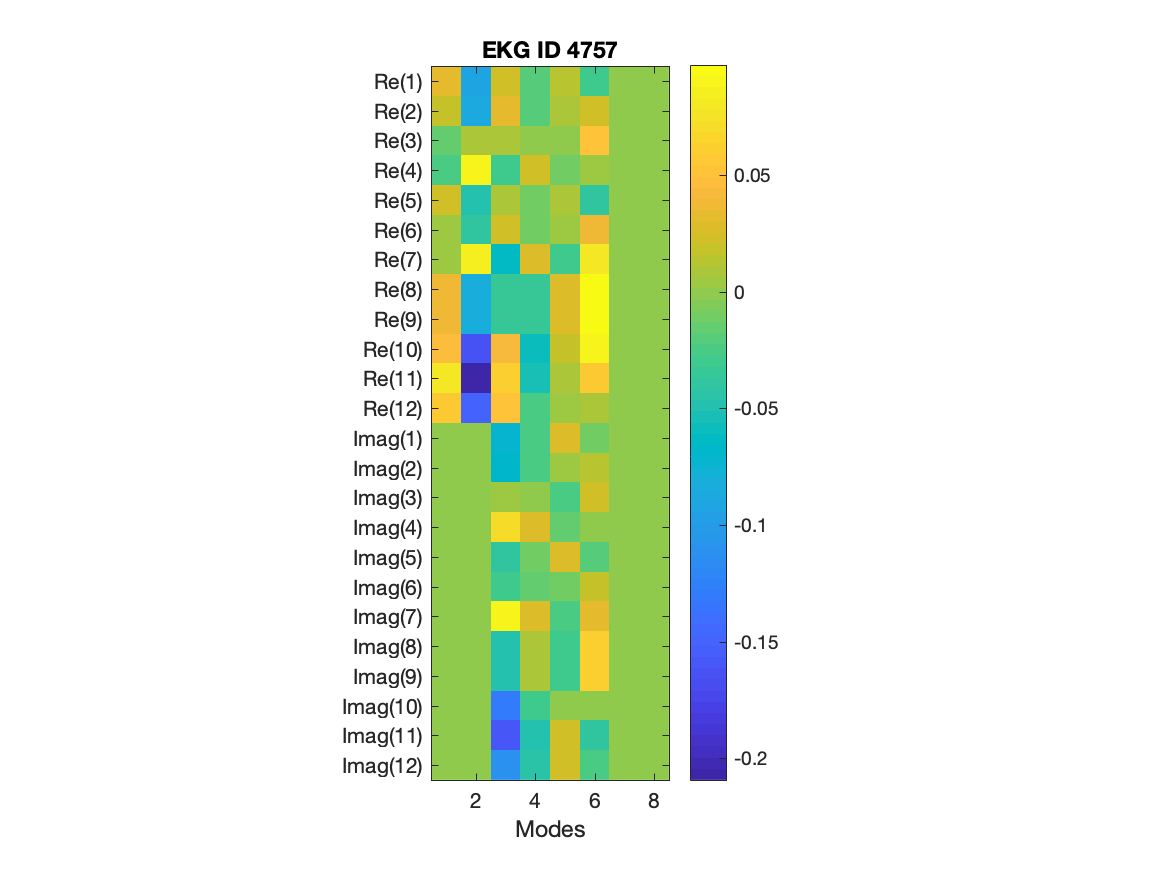 EKG ID 4757
Re(1)
Re(2)
Re(3)
Re(4)
Re(5)
Re(6)
Re(7)
Re(8)
Re(9)
Re(10)
Re(11)
Re(12)
Imag(1)
Imag(2)
Imag(3)
Imag(4)
Imag(5)
Imag(6)
Imag(7)
Imag(8)
Imag(9)
Imag(10)
Imag(11)
Imag(12)
2 4 6 8
Modes
0.05
0
-0.05
-0.1
-0.15
-0.2